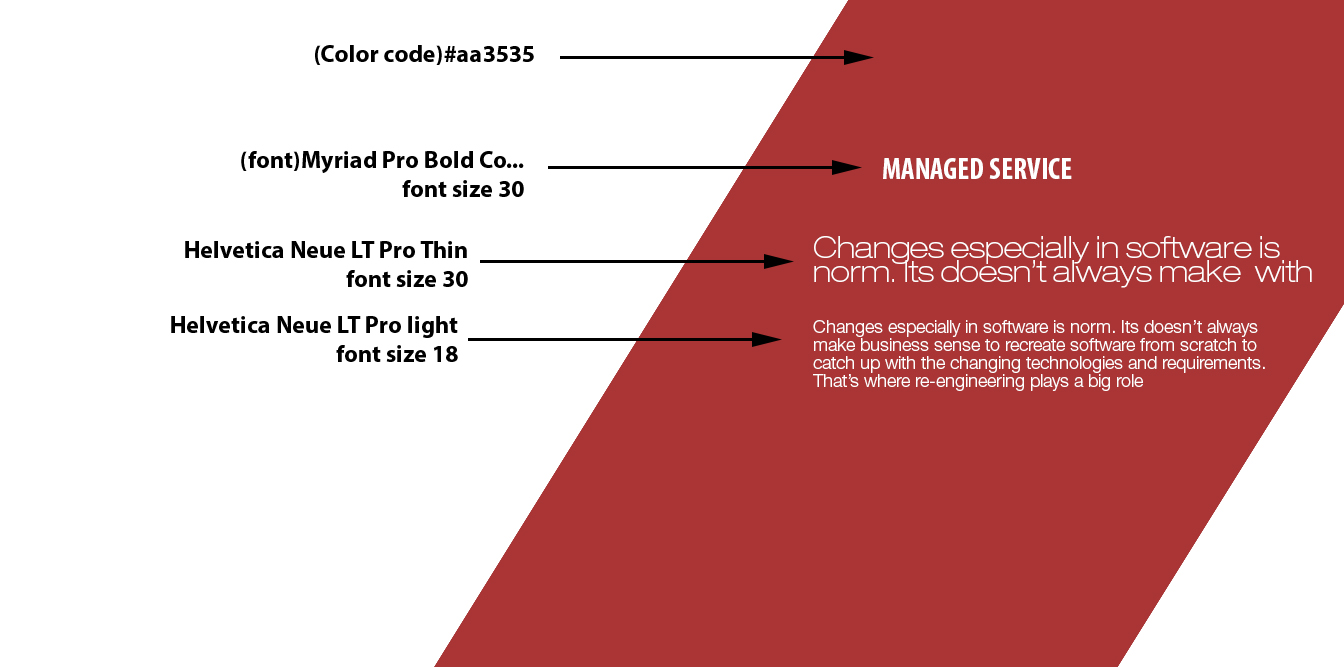 (Color code)#aa3535
(font)Myriad Pro Bold Co...
font size 30
MANAGED SERVICE
Helvetica Neue LT Pro Thin
font size 30
Changes especially in software is
norm. Its doesn’t always make  with
Helvetica Neue LT Pro light
font size 18
Changes especially in software is norm. Its doesn’t always
make business sense to recreate software from scratch to
catch up with the changing technologies and requirements.
That’s where re-engineering plays a big role